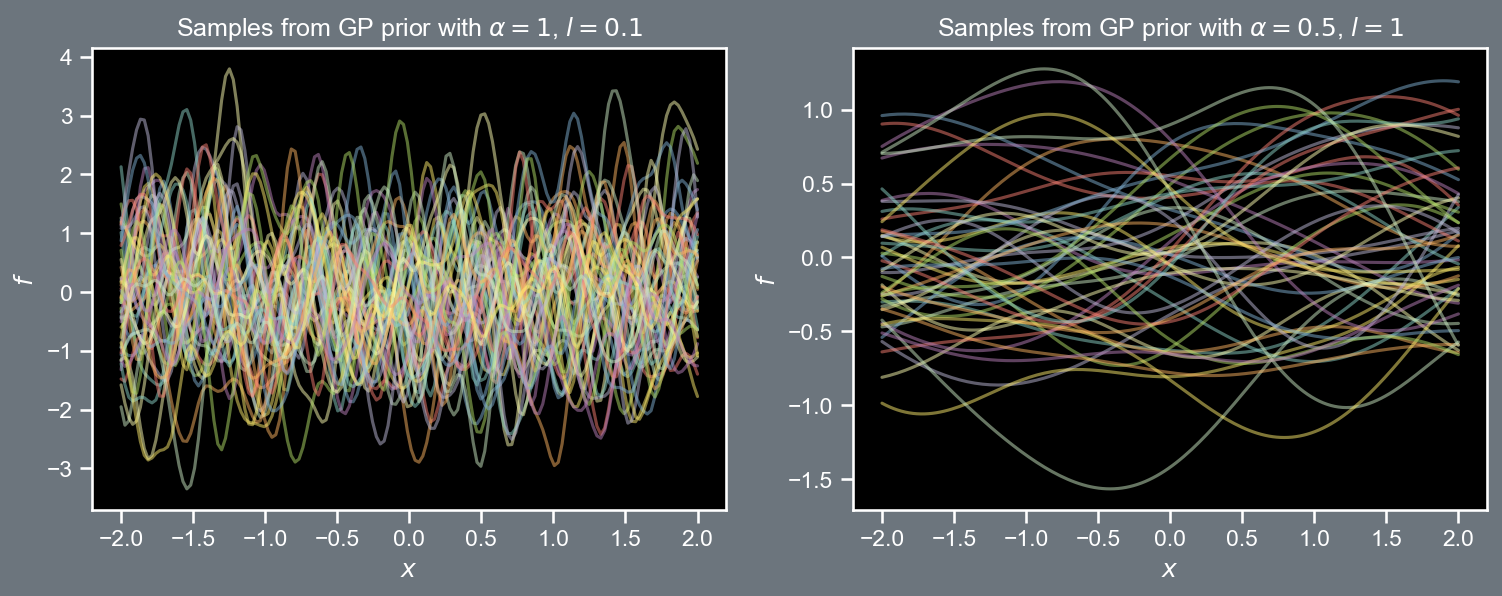 Samples from GP prior with α = 1, l = 0.1
4
3
2
1
0
−1
−2
−3
f
−2.0 −1.5 −1.0 −0.5 0.0 0.5 1.0 1.5 2.0
x
Samples from GP prior with α = 0.5, l = 1
1.0
0.5
0.0
−0.5
−1.0
−1.5
f
−2.0 −1.5 −1.0 −0.5 0.0 0.5 1.0 1.5 2.0
x